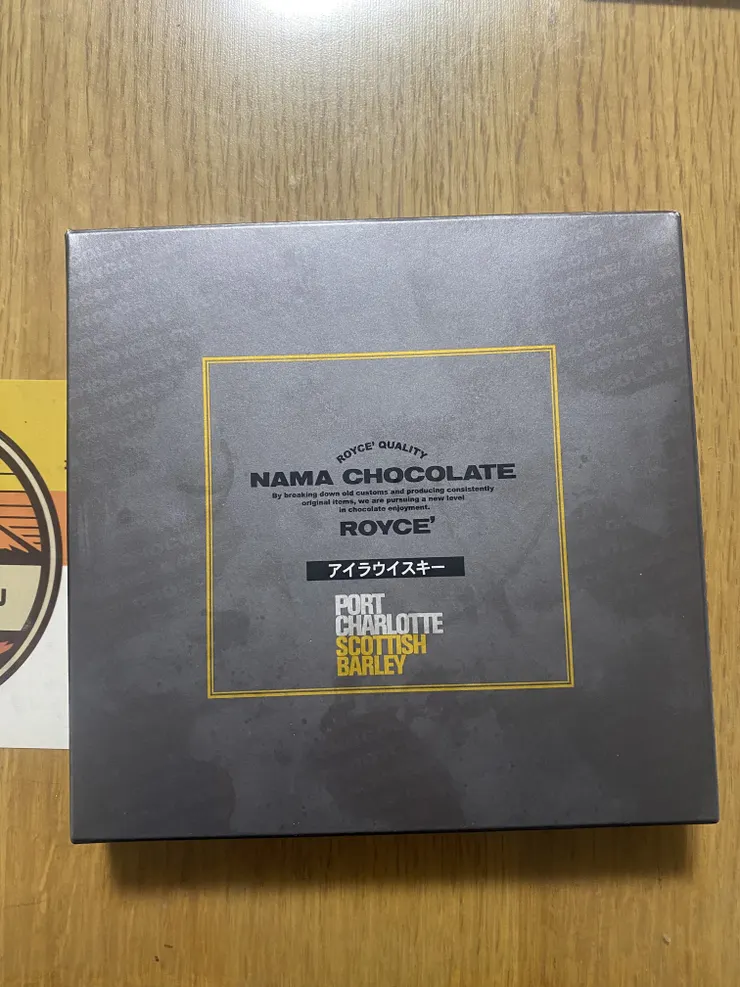 ROYCE' QUALITY
NAMA CHOCOLATE
By breaking down old customs and producing consistently
original items, we are pursuing a new level
in chocolate enjoyment.
ROYCE'
アイラウイスキー
PORT
CHARLOTTE
SCOTTISH
BARLEY